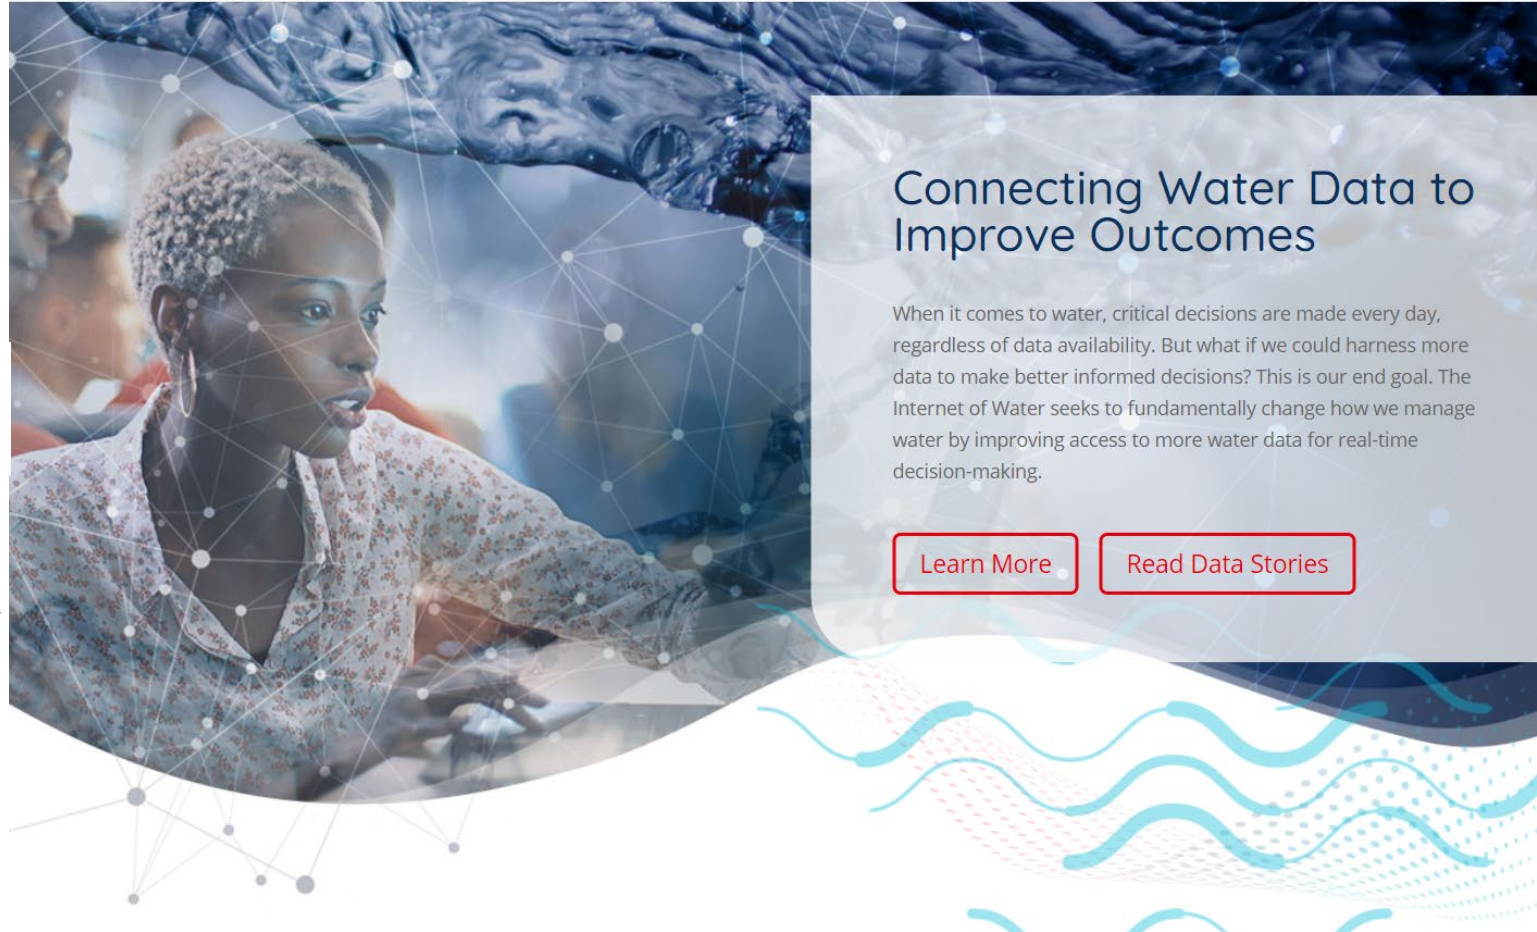 Connecting Water Data to
Improve Outcomes
When it comes to water, critical decisions are made every day,
regardless of data availability. But what if we could harness more
data to make better informed decisions? This is our end goal. The
Internet of Water seeks to fundamentally change how we manage
water by improving access to more water data for real-time
decision-making.
Learn More
Read Data Stories